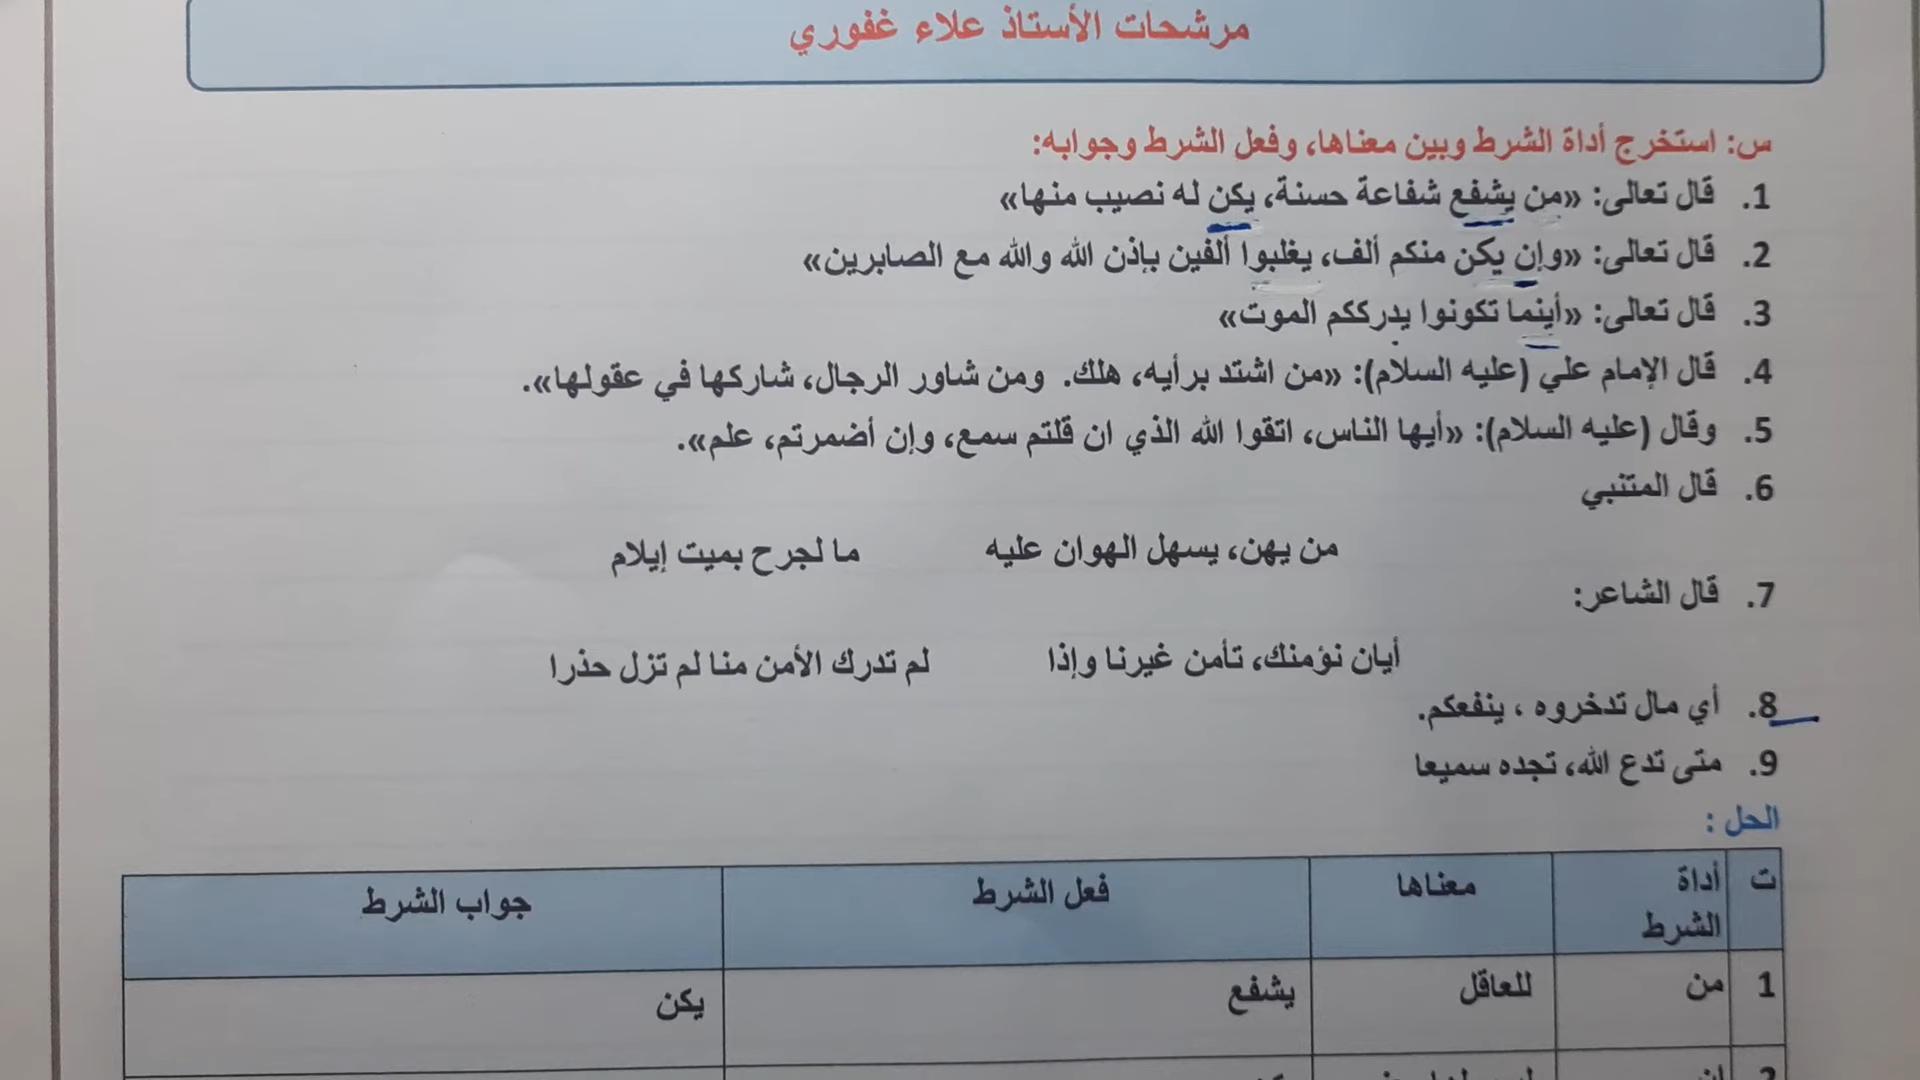 مرشحات الأستاذ علاء غفوري
س: استخرج أداة الشرط وبين معناها، وفعل الشرط وجوابه:
1. قال تعالى: «من يشفع شفاعة حسنة، يكن له نصيب منها»
2. قال تعالى: «وإن يكن منكم ألف، يغلبوا ألفين بإذن الله والله مع الصابرين»
3. قال تعالى: «أينما تكونوا يدرككم الموت»
4. قال الإمام علي (عليه السلام): «من اشتد برأيه، هلك. ومن شاور الرجال، شاركها في عقولها».
5. وقال (عليه السلام): «أيها الناس، اتقوا الله الذي ان قلتم سمع، وإن أضمرتم، علم».
6. قال المتنبي
من يهن، يسهل الهوان عليه ما لجرح بميت إيلام
7. قال الشاعر:
أيان نؤمنك، تأمن غيرنا وإذا لم تدرك الأمن منا لم تزل حذرا
8. أي مال تدخروه ، ينفعكم.
9. متى تدع الله، تجده سميعا
الحل :
ت أداة الشرط معناها فعل الشرط جواب الشرط
1 من للعاقل يشفع يكن